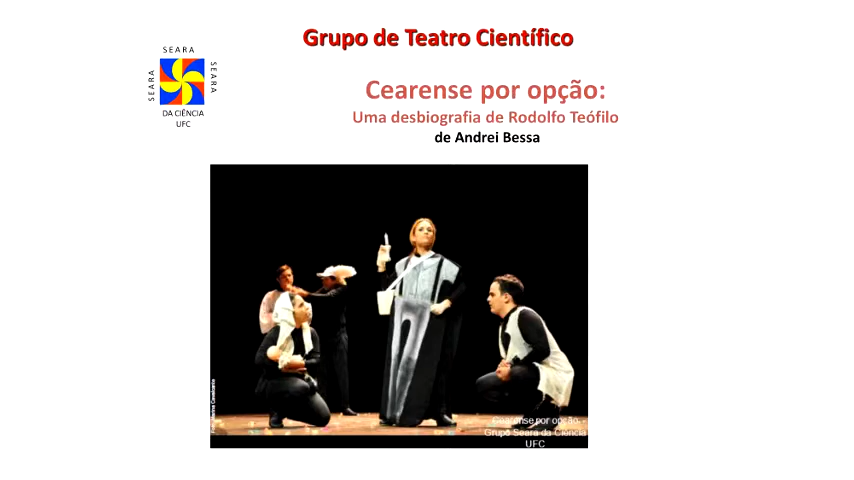 Grupo de Teatro Científico
SEARA
SEARA
SEARA
DA CIÊNCIA
UFC
Cearense por opção:
Uma desbiografia de Rodolfo Teófilo
de Andrei Bessa
Cearense por opção -
Grupo Seara da Ciência
UFC